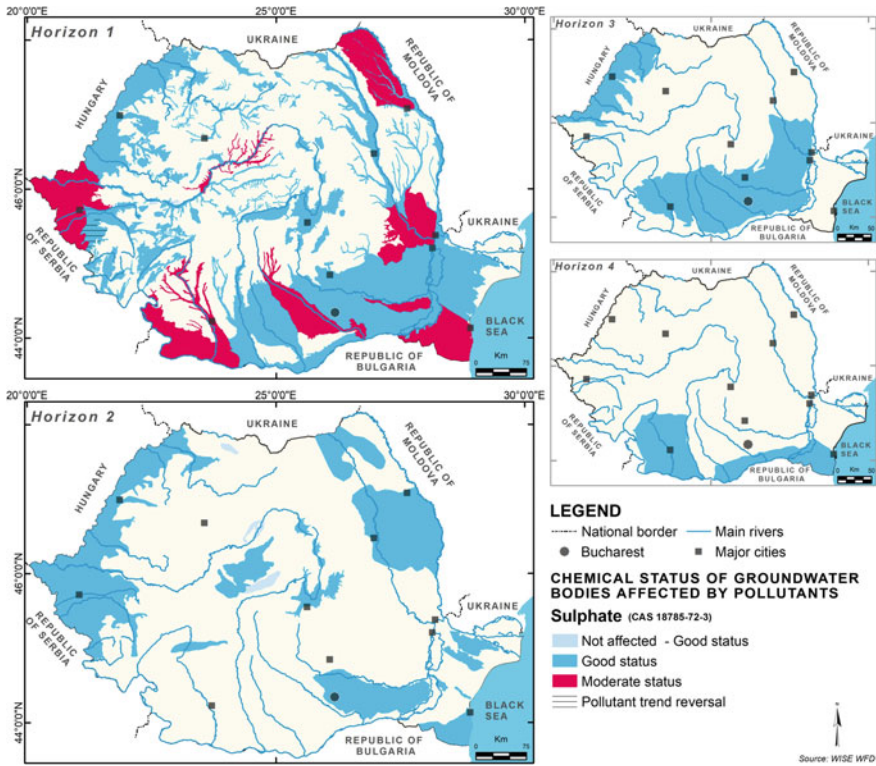 20°00'0"E
25°00'0"E
30°00'0"E
Horizon 1
UKRAINE
REPUBLIC OF
MOLDOVA
HUNGARY
46°0'0"N
REPUBLIC
OF SERBIA
UKRAINE
44°0'0"N
BLACK
SEA
REPUBLIC OF
BULGARIA
Km
0
75
Horizon 3
UKRAINE
REPUBLIC OF
MOLDOVA
HUNGARY
UKRAINE
REPUBLIC
OF SERBIA
BLACK
SEA
REPUBLIC OF
BULGARIA
Km
0
50
Horizon 4
UKRAINE
REPUBLIC OF
MOLDOVA
HUNGARY
UKRAINE
REPUBLIC
OF SERBIA
BLACK
SEA
REPUBLIC OF
BULGARIA
Km
0
50
20°00'0"E
25°00'0"E
30°00'0"E
Horizon 2
UKRAINE
REPUBLIC OF
MOLDOVA
HUNGARY
46°0'0"N
REPUBLIC
OF SERBIA
UKRAINE
44°0'0"N
BLACK
SEA
REPUBLIC OF
BULGARIA
Km
0
75
LEGEND
National border
Main rivers
Bucharest
Major cities
CHEMICAL STATUS OF GROUNDWATER
BODIES AFFECTED BY POLLUTANTS
Sulphate (CAS 18785-72-3)
Not affected - Good status
Good status
Moderate status
Pollutant trend reversal
Source: WISE WFD